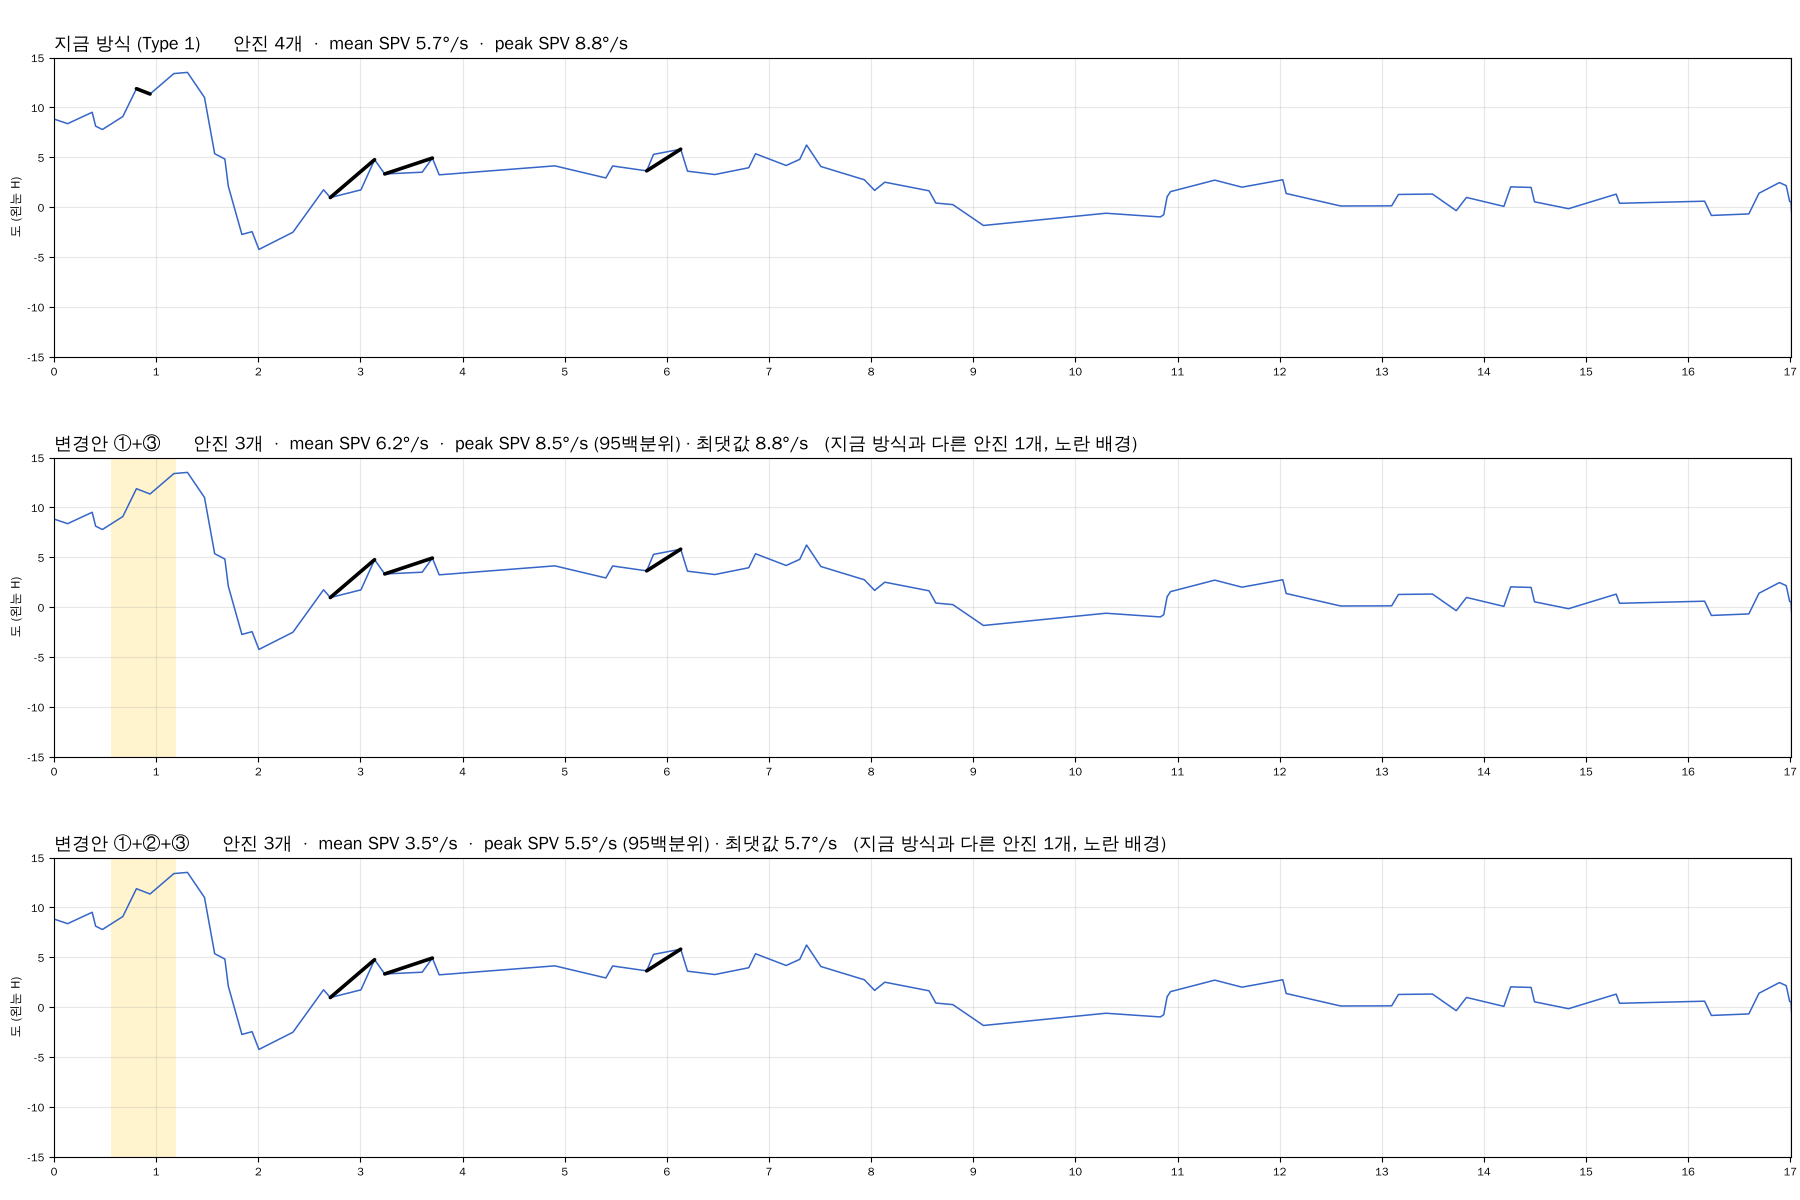 지금 방식 (Type 1) 안진 4개 · mean SPV 5.7°/s · peak SPV 8.8°/s
15
10
5
0
-5
-10
-15
도 (왼눈 H)
0 1 2 3 4 5 6 7 8 9 10 11 12 13 14 15 16 17
변경안 ①+③ 안진 3개 · mean SPV 6.2°/s · peak SPV 8.5°/s (95백분위) · 최댓값 8.8°/s (지금 방식과 다른 안진 1개, 노란 배경)
15
10
5
0
-5
-10
-15
도 (왼눈 H)
0 1 2 3 4 5 6 7 8 9 10 11 12 13 14 15 16 17
변경안 ①+②+③ 안진 3개 · mean SPV 3.5°/s · peak SPV 5.5°/s (95백분위) · 최댓값 5.7°/s (지금 방식과 다른 안진 1개, 노란 배경)
15
10
5
0
-5
-10
-15
도 (왼눈 H)
0 1 2 3 4 5 6 7 8 9 10 11 12 13 14 15 16 17